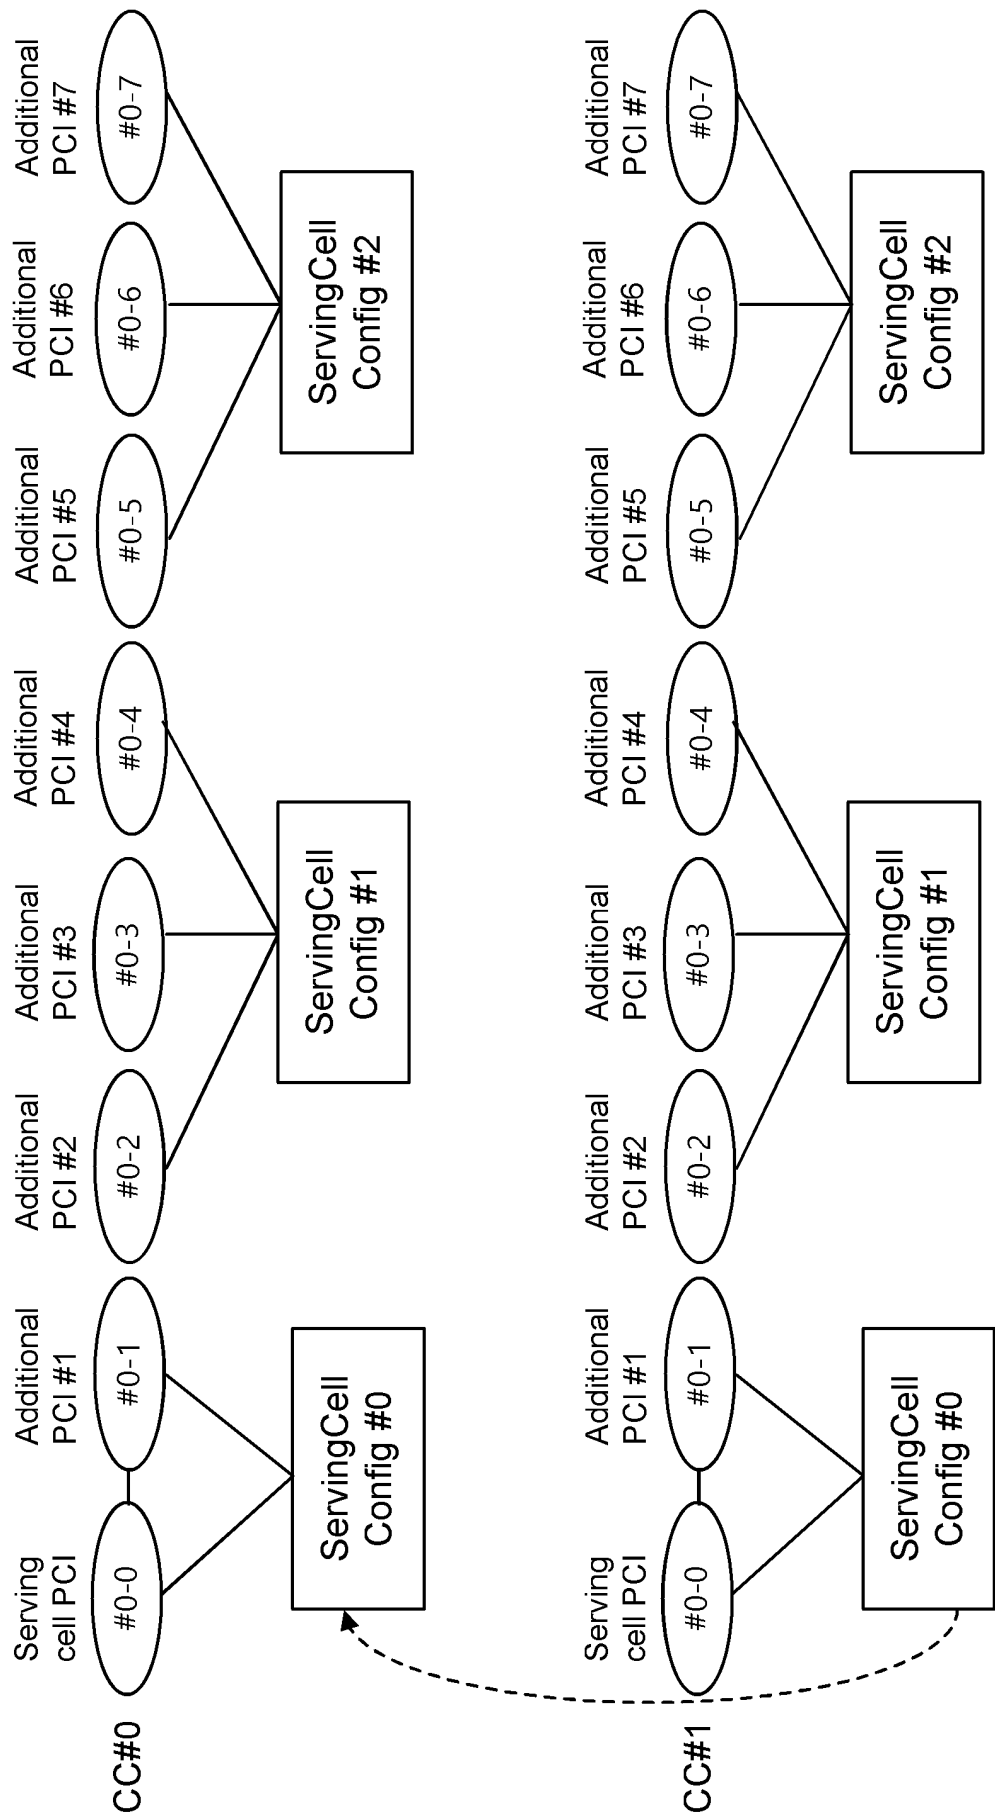 CC#0
Serving
cell PCI
Additional
PCI #1
Additional
PCI #2
Additional
PCI #3
Additional
PCI #4
Additional
PCI #5
Additional
PCI #6
Additional
PCI #7
#0-0
#0-1
#0-2
#0-3
#0-4
#0-5
#0-6
#0-7
ServingCell
Config #0
ServingCell
Config #1
ServingCell
Config #2
CC#1
Serving
cell PCI
Additional
PCI #1
Additional
PCI #2
Additional
PCI #3
Additional
PCI #4
Additional
PCI #5
Additional
PCI #6
Additional
PCI #7
#0-0
#0-1
#0-2
#0-3
#0-4
#0-5
#0-6
#0-7
ServingCell
Config #0
ServingCell
Config #1
ServingCell
Config #2